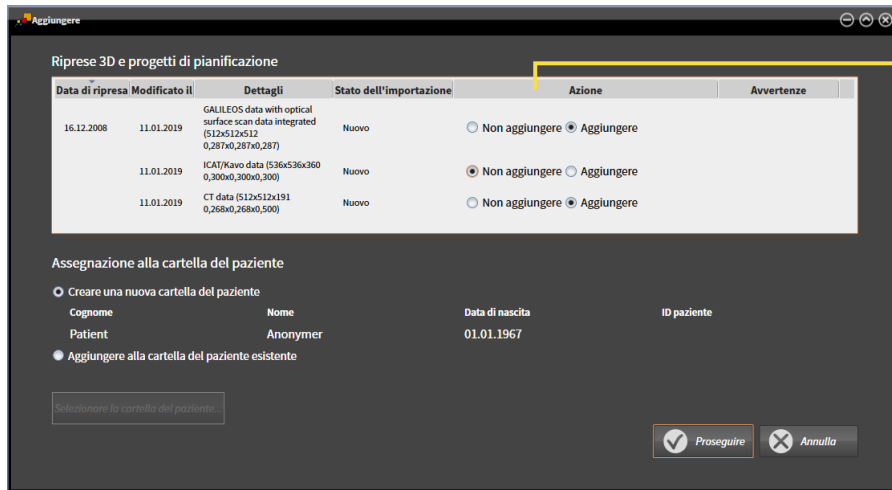 Aggiungere
Riprese 3D e progetti di pianificazione
Data di ripresa Modificato il Dettagli Stato dell'importazione Azione Avvertenze
GALILEOS data with optical
surface scan data integrated
(512x512x512
0,287x0,287x0,287)
16.12.2008 11.01.2019 Nuovo Non aggiungere Aggiungere
ICAT/Kavo data (536x536x360
0,300x0,300x0,300)
11.01.2019 Nuovo Non aggiungere Aggiungere
CT data (512x512x191
0,268x0,268x0,500)
11.01.2019 Nuovo Non aggiungere Aggiungere
Assegnazione alla cartella del paziente
Creare una nuova cartella del paziente
Cognome Nome Data di nascita ID paziente
Patient Anonymer 01.01.1967
Aggiungere alla cartella del paziente esistente
Selezionare la cartella del paziente...
Proseguire Annulla